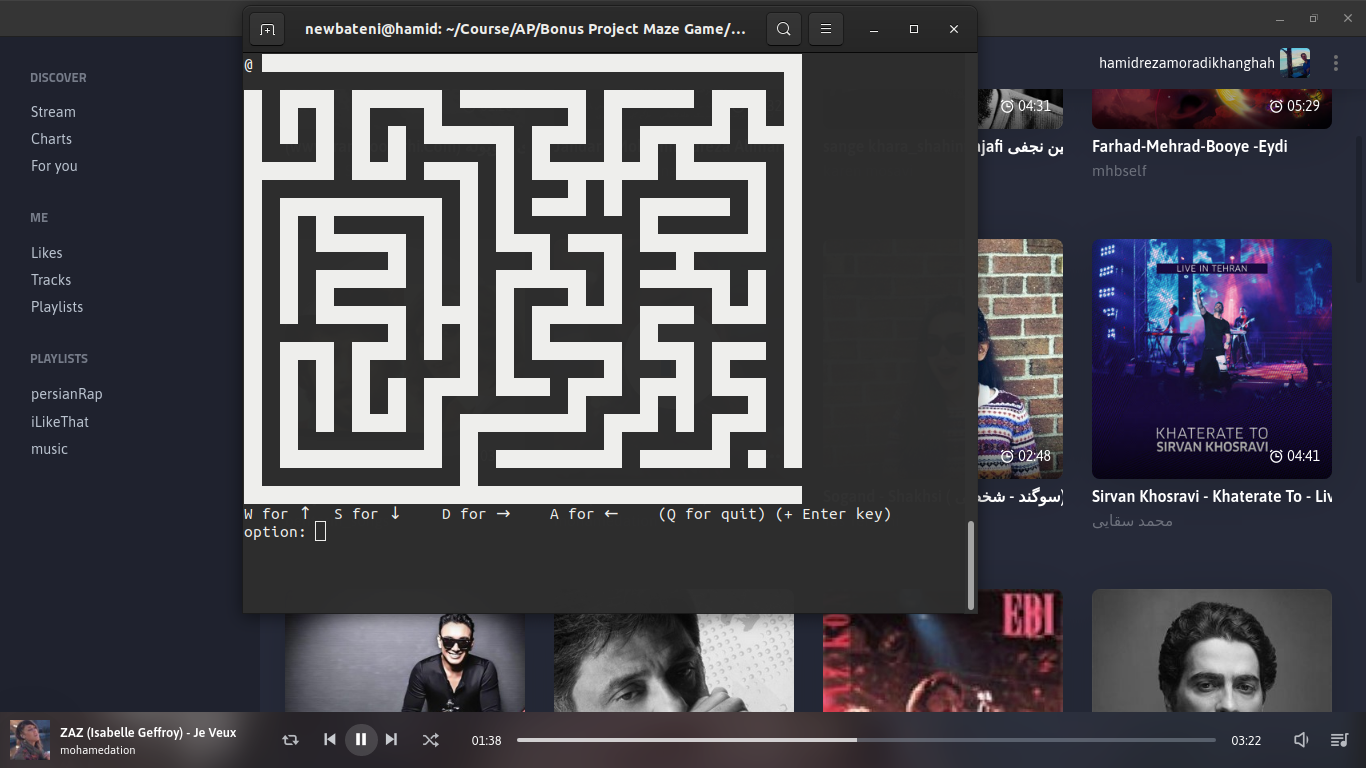 newbateni@hamid: ~/Course/AP/Bonus Project Maze Game/...
DISCOVER
Stream
Charts
For you
ME
Likes
Tracks
Playlists
PLAYLISTS
persianRap
iLikeThat
music
@
W for ↑ S for ↓ D for → A for ← (Q for quit) (+ Enter key)
option:
hamidrezamoradikhanghah
04:31
05:29
ین نجفی
Farhad-Mehrad-Booye -Eydi
mhbself
LIVE IN TEHRAN
KHATERATE TO
SIRVAN KHOSRAVI
02:48
04:41
Sirvan Khosravi - Khaterate To - Liv
محمد سقایی
EBI
ZAZ (Isabelle Geffroy) - Je Veux
mohamedation
01:38
03:22